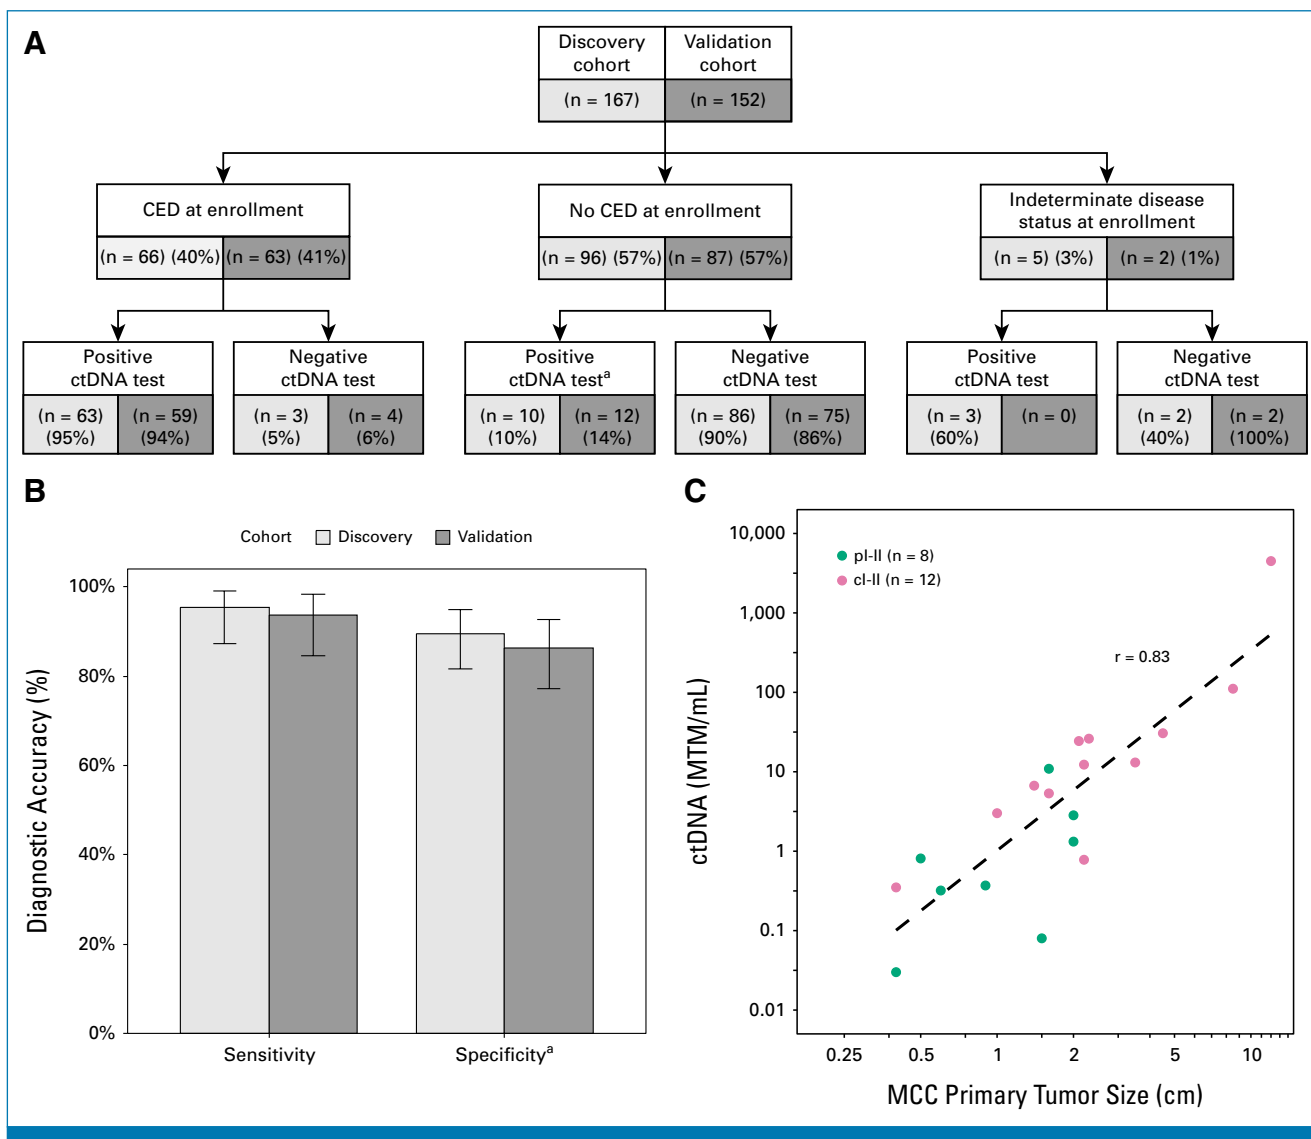 A
Discovery
cohort
Validation
cohort
(n = 167)
(n = 152)
CED at enrollment
(n = 66) (40%)
(n = 63) (41%)
No CED at enrollment
(n = 96) (57%)
(n = 87) (57%)
Indeterminate disease
status at enrollment
(n = 5) (3%)
(n = 2) (1%)
Positive
ctDNA test
(n = 63)
(95%)
(n = 59)
(94%)
Negative
ctDNA test
(n = 3)
(5%)
(n = 4)
(6%)
Positive
ctDNA testa
(n = 10)
(10%)
(n = 12)
(14%)
Negative
ctDNA test
(n = 86)
(90%)
(n = 75)
(86%)
Positive
ctDNA test
(n = 3)
(60%)
(n = 0)
Negative
ctDNA test
(n = 2)
(40%)
(n = 2)
(100%)
B
Cohort Discovery Validation
Diagnostic Accuracy (%)
100%
80%
60%
40%
20%
0%
Sensitivity
Specificitya
C
ctDNA (MTM/mL)
10,000
1,000
100
10
1
0.1
0.01
pI-II (n = 8)
cI-II (n = 12)
r = 0.83
0.25 0.5 1 2 5 10
MCC Primary Tumor Size (cm)